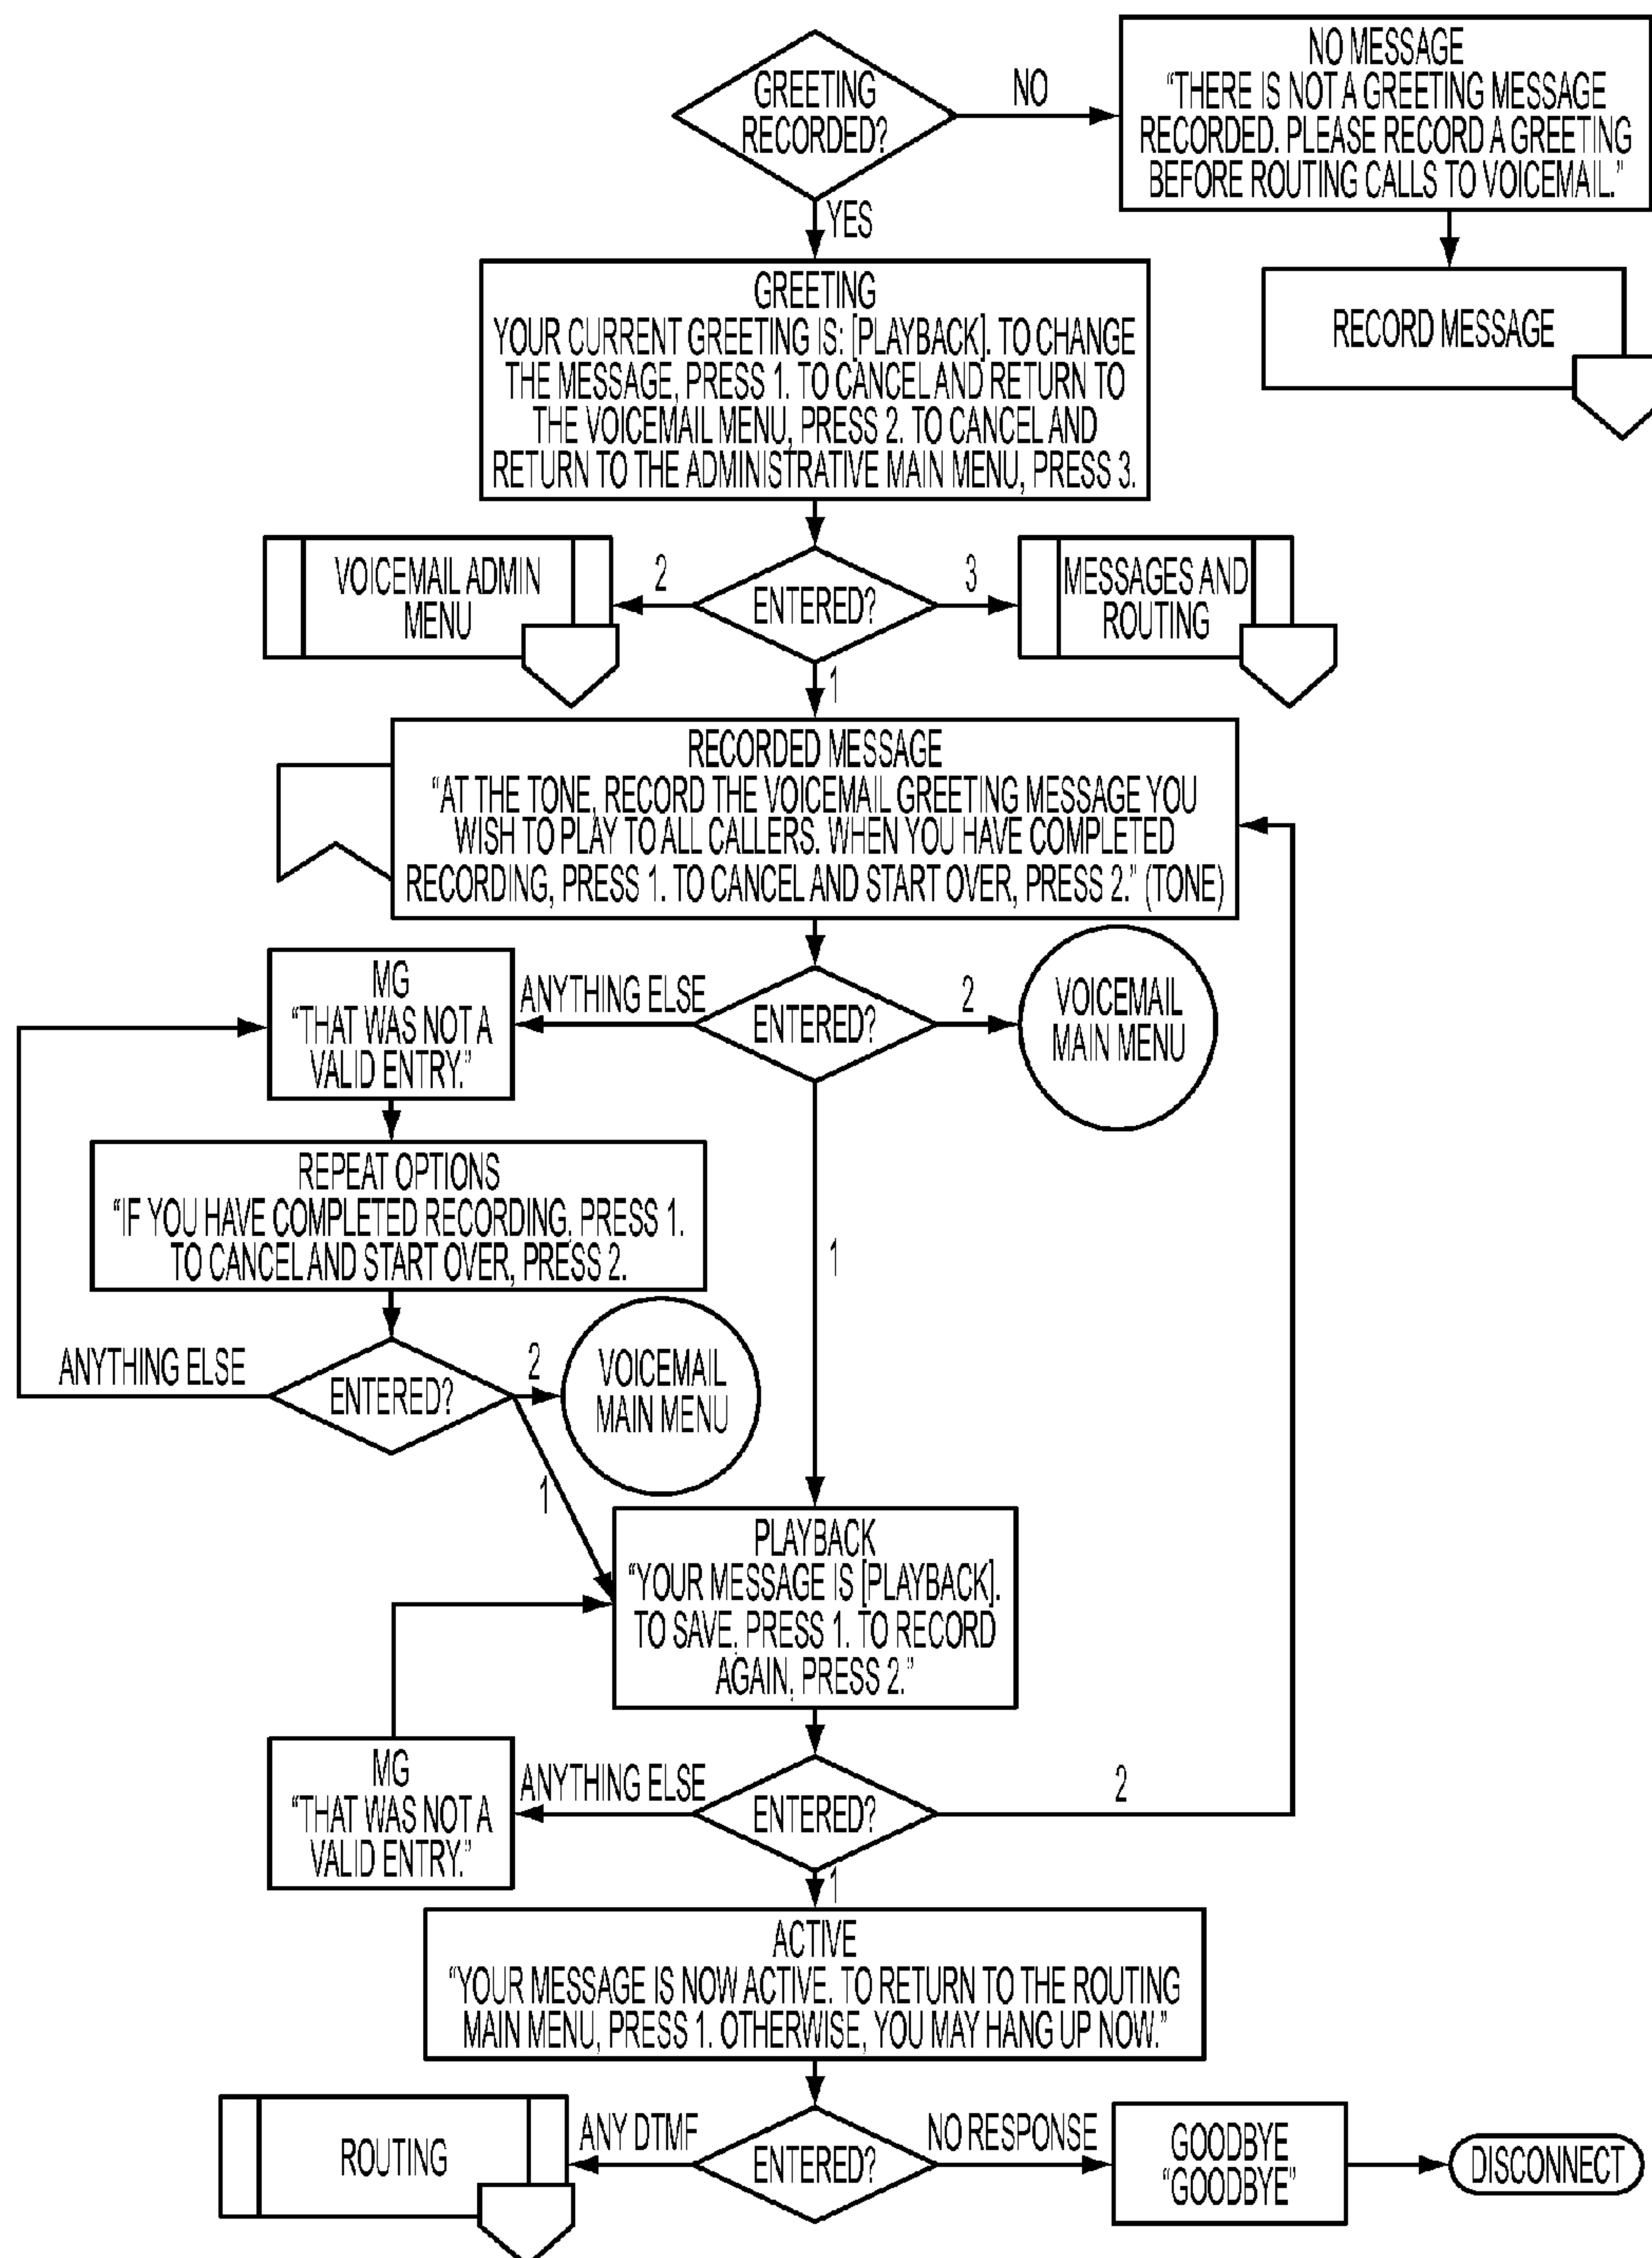 GREETING
RECORDED?
NO
NO MESSAGE
“THERE IS NOT A GREETING MESSAGE
RECORDED. PLEASE RECORD A GREETING
BEFORE ROUTING CALLS TO VOICEMAIL.”
YES
RECORD MESSAGE
GREETING
YOUR CURRENT GREETING IS: [PLAYBACK]. TO CHANGE
THE MESSAGE, PRESS 1. TO CANCEL AND RETURN TO
THE VOICEMAIL MENU, PRESS 2. TO CANCEL AND
RETURN TO THE ADMINISTRATIVE MAIN MENU, PRESS 3.
VOICEMAIL ADMIN
MENU
2
ENTERED?
3
MESSAGES AND
ROUTING
1
RECORDED MESSAGE
“AT THE TONE, RECORD THE VOICEMAIL GREETING MESSAGE YOU
WISH TO PLAY TO ALL CALLERS. WHEN YOU HAVE COMPLETED
RECORDING, PRESS 1. TO CANCEL AND START OVER, PRESS 2.” (TONE)
MG
“THAT WAS NOT A
VALID ENTRY.”
ANYTHING ELSE
ENTERED?
2
VOICEMAIL
MAIN MENU
REPEAT OPTIONS
“IF YOU HAVE COMPLETED RECORDING, PRESS 1.
TO CANCEL AND START OVER, PRESS 2.
1
ANYTHING ELSE
ENTERED?
2
VOICEMAIL
MAIN MENU
1
PLAYBACK
“YOUR MESSAGE IS [PLAYBACK].
TO SAVE, PRESS 1. TO RECORD
AGAIN, PRESS 2.”
MG
“THAT WAS NOT A
VALID ENTRY.”
ANYTHING ELSE
ENTERED?
2
1
ACTIVE
“YOUR MESSAGE IS NOW ACTIVE. TO RETURN TO THE ROUTING
MAIN MENU, PRESS 1. OTHERWISE, YOU MAY HANG UP NOW.”
ROUTING
ANY DTMF
ENTERED?
NO RESPONSE
GOODBYE
“GOODBYE”
DISCONNECT